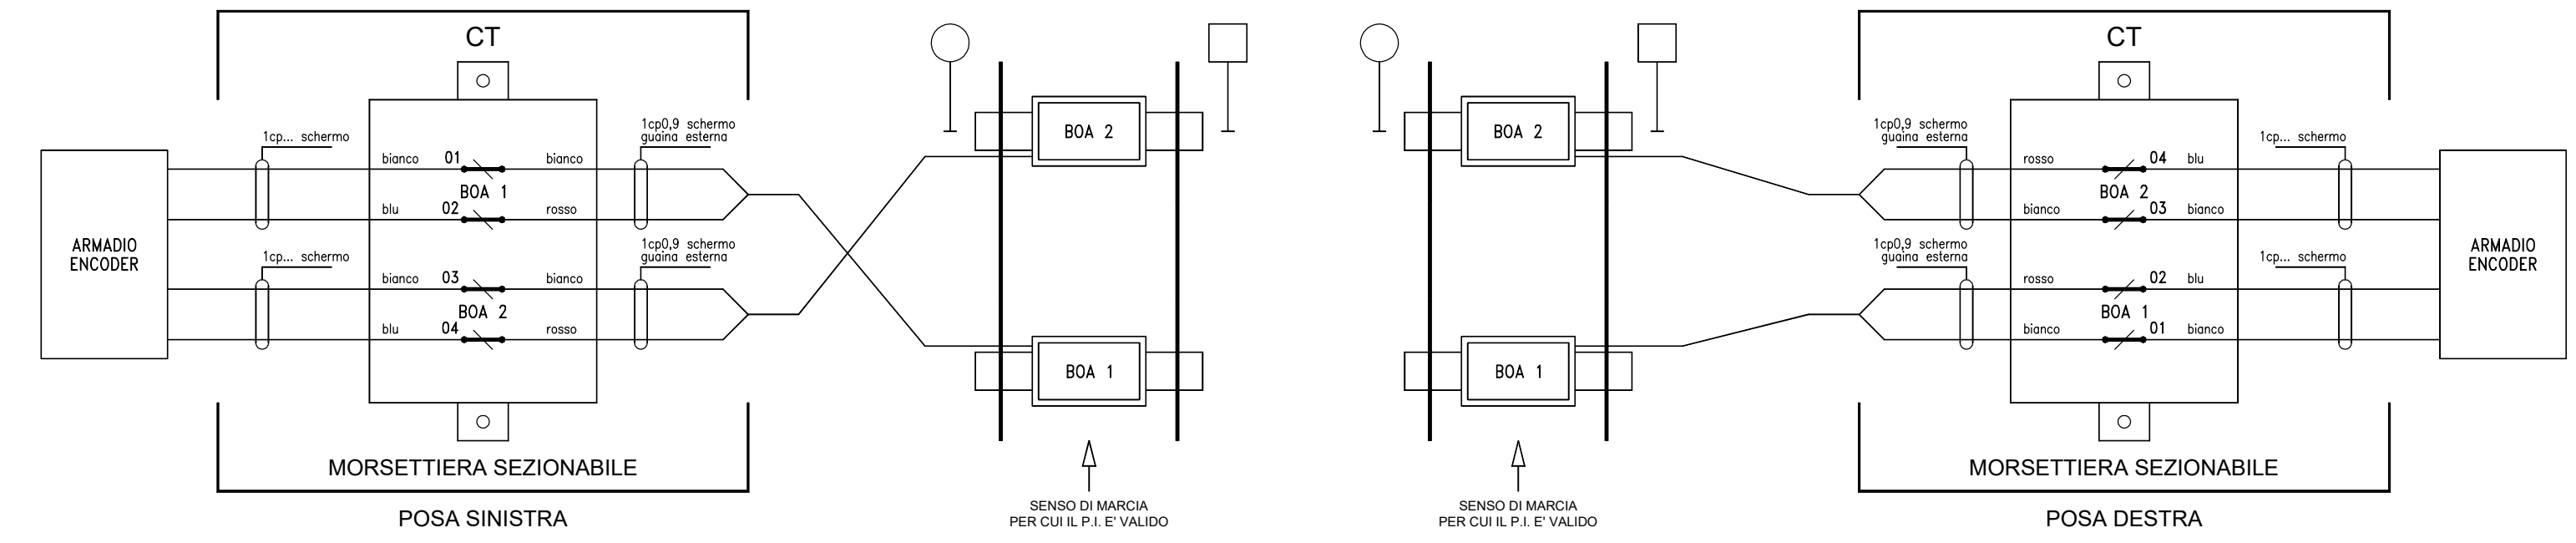 CT
1cp... schermo
1cp0,9 schermo
guaina esterna
bianco
01
bianco
BOA 1
blu
02
rosso
ARMADIO
ENCODER
1cp... schermo
1cp0,9 schermo
guaina esterna
bianco
03
bianco
BOA 2
blu
04
rosso
MORSETTIERA SEZIONABILE
POSA SINISTRA
BOA 2
BOA 1
SENSO DI MARCIA
PER CUI IL P.I. E' VALIDO
BOA 2
BOA 1
SENSO DI MARCIA
PER CUI IL P.I. E' VALIDO
CT
1cp0,9 schermo
guaina esterna
1cp... schermo
rosso
04
blu
BOA 2
bianco
03
bianco
1cp0,9 schermo
guaina esterna
1cp... schermo
rosso
02
blu
BOA 1
bianco
01
bianco
ARMADIO
ENCODER
MORSETTIERA SEZIONABILE
POSA DESTRA